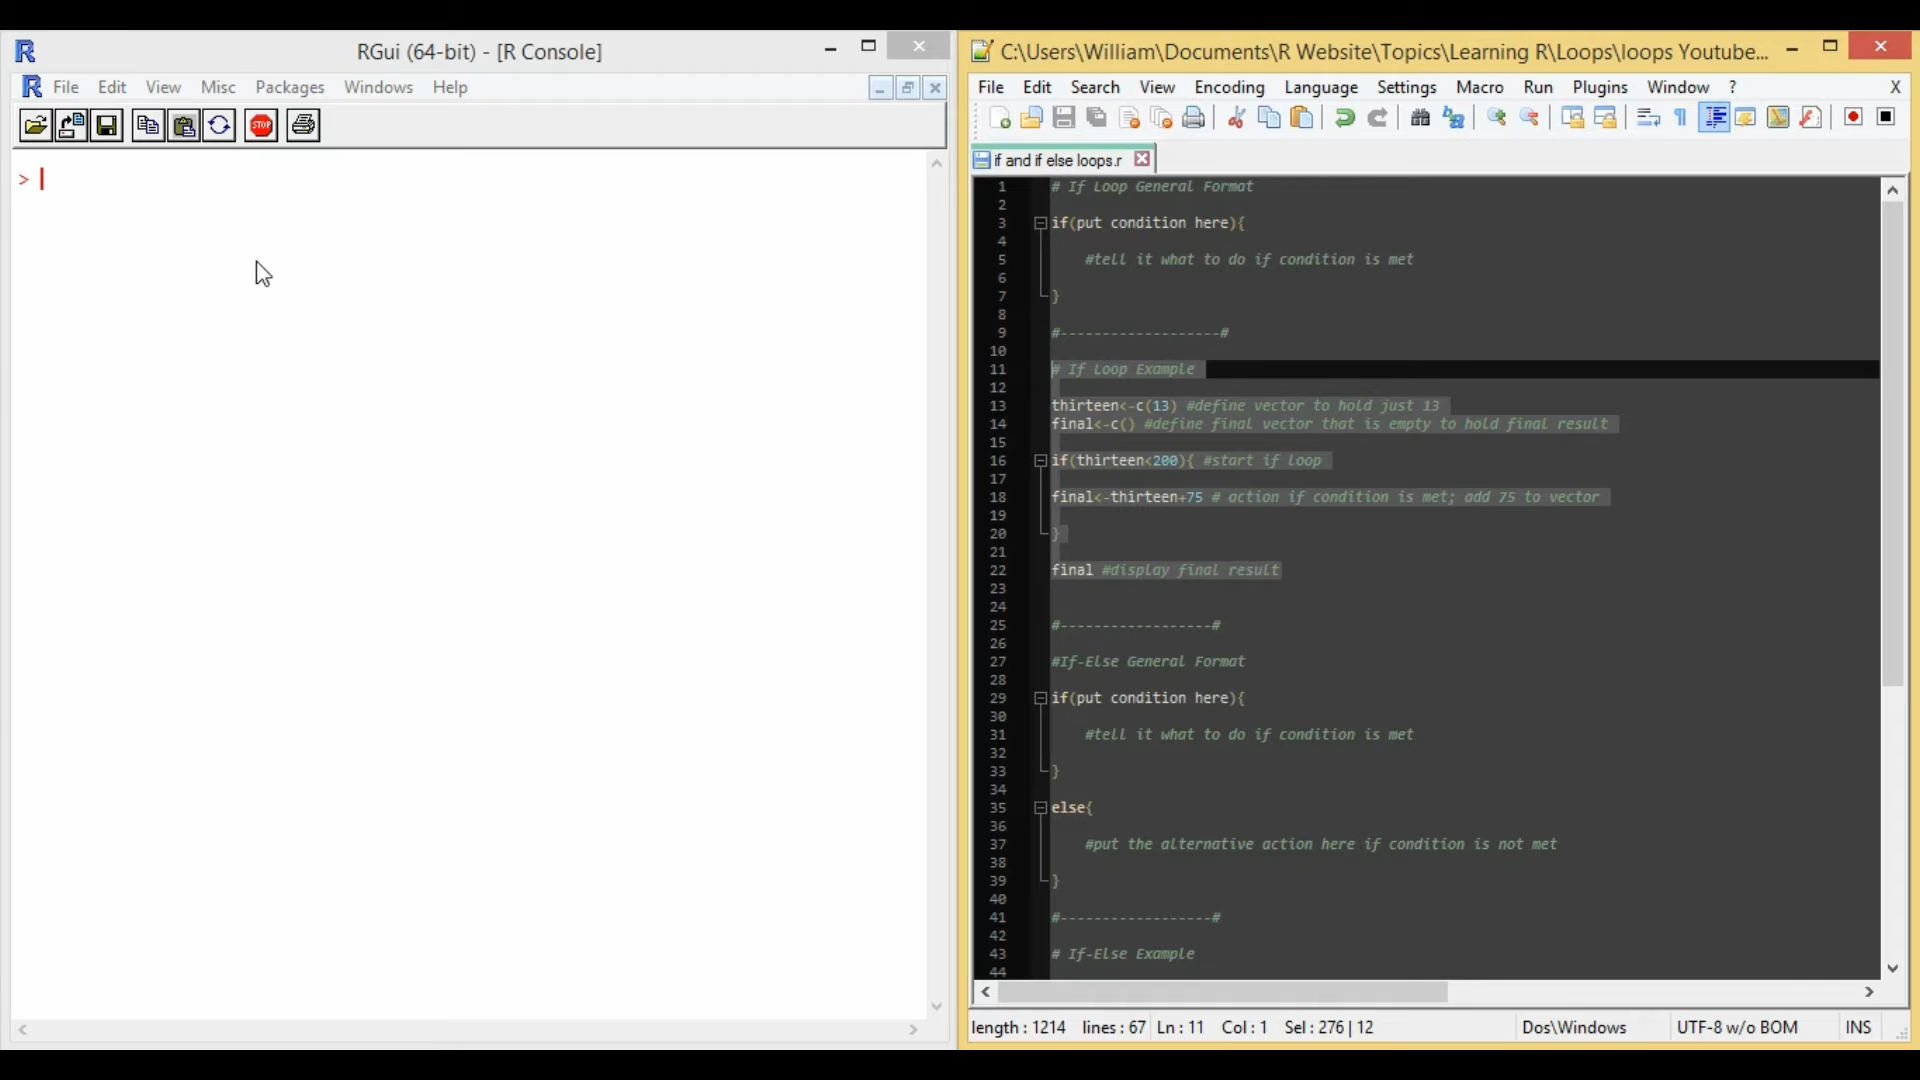 RGui (64-bit) - [R Console]
File Edit View Misc Packages Windows Help
STOP
>
C:\Users\William\Documents\R Website\Topics\Learning R\Loops\loops Youtube...
File Edit Search View Encoding Language Settings Macro Run Plugins Window ? X
if and if else loops.r
1 # If Loop General Format
2
3 if(put condition here){
4
5 #tell it what to do if condition is met
6
7 }
8
9 #-------------------#
10
11 # If Loop Example
12
13 thirteen<-c(13) #define vector to hold just 13
14 final<-c() #define final vector that is empty to hold final result
15
16 if(thirteen<200){ #start if loop
17
18 final<-thirteen+75 # action if condition is met; add 75 to vector
19
20 }
21
22 final #display final result
23
24
25 #------------------#
26
27 #If-Else General Format
28
29 if(put condition here){
30
31 #tell it what to do if condition is met
32
33 }
34
35 else{
36
37 #put the alternative action here if condition is not met
38
39 }
40
41 #------------------#
42
43 # If-Else Example
44
length : 1214 lines : 67 Ln : 11 Col : 1 Sel : 276 | 12 Dos\Windows UTF-8 w/o BOM INS